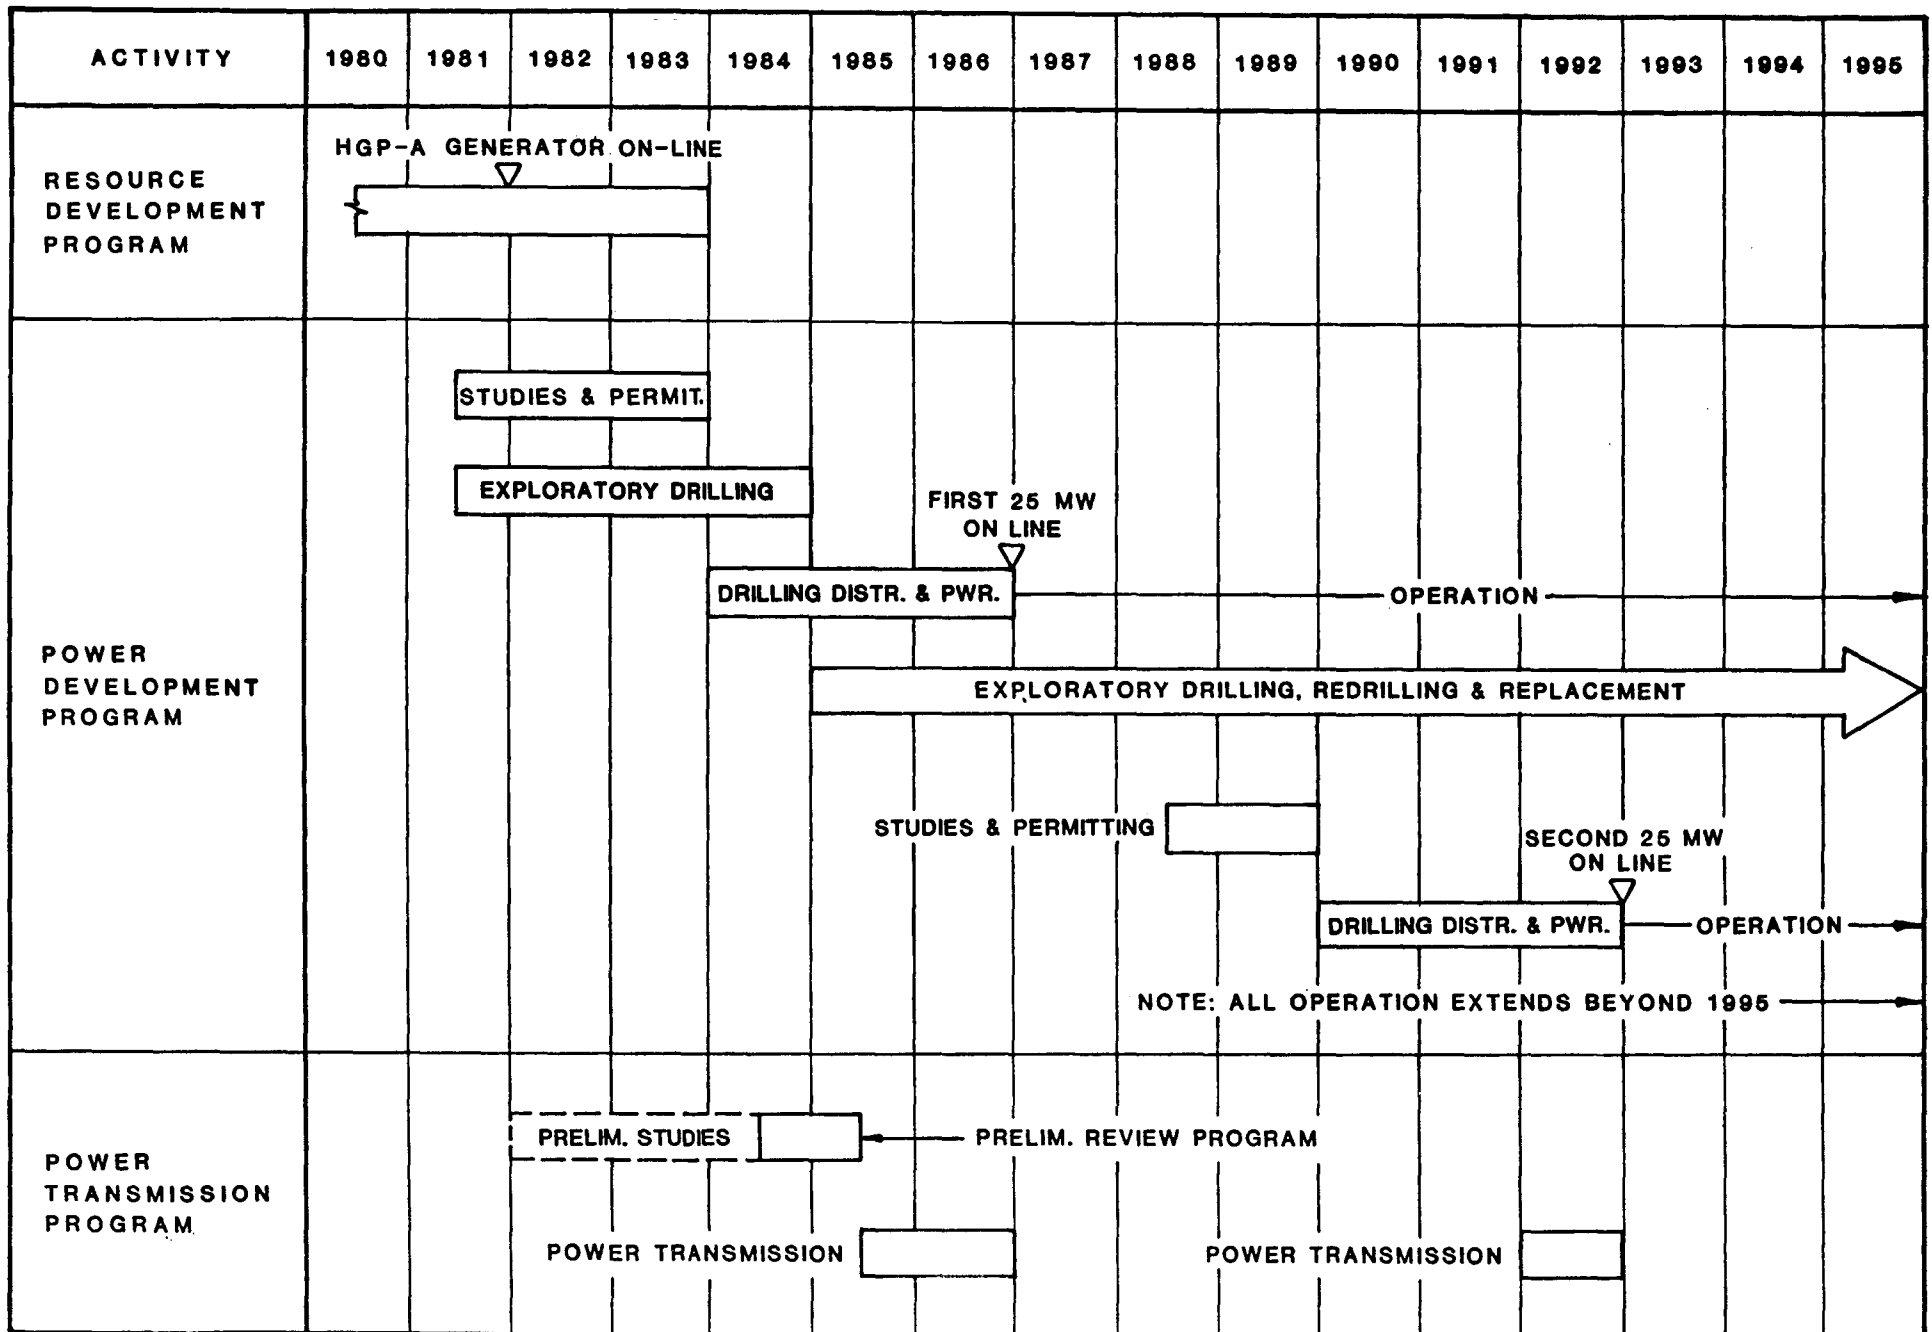 ACTIVITY 1980 1981 1982 1983 1984 1985 1986 1987 1988 1989 1990 1991 1992 1993 1994 1995
HGP-A GENERATOR ON-LINE
RESOURCE
DEVELOPMENT
PROGRAM
STUDIES & PERMIT.
EXPLORATORY DRILLING
FIRST 25 MW
ON LINE
DRILLING DISTR. & PWR.
OPERATION
POWER
DEVELOPMENT
PROGRAM
EXPLORATORY DRILLING, REDRILLING & REPLACEMENT
STUDIES & PERMITTING
SECOND 25 MW
ON LINE
DRILLING DISTR. & PWR.
OPERATION
NOTE: ALL OPERATION EXTENDS BEYOND 1995
POWER
TRANSMISSION
PROGRAM
PRELIM. STUDIES
PRELIM. REVIEW PROGRAM
POWER TRANSMISSION
POWER TRANSMISSION